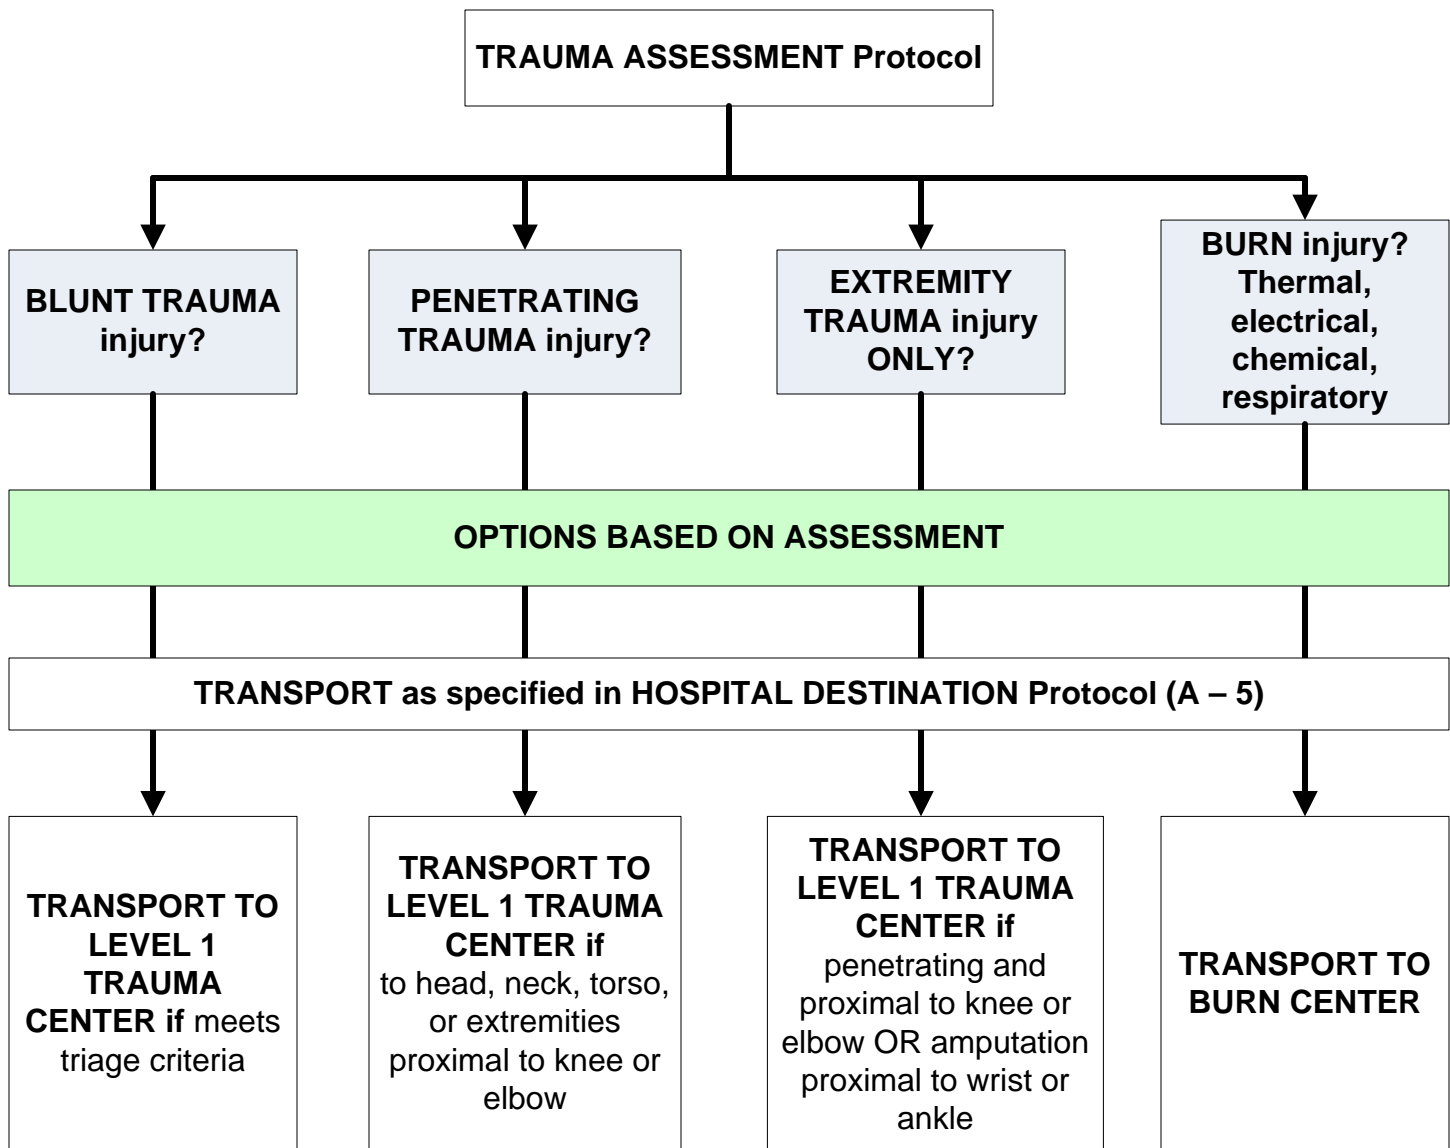 TRAUMA ASSESSMENT Protocol
BLUNT TRAUMA
injury?
PENETRATING
TRAUMA injury?
EXTREMITY
TRAUMA injury
ONLY?
BURN injury?
Thermal,
electrical,
chemical,
respiratory
OPTIONS BASED ON ASSESSMENT
TRANSPORT as specified in HOSPITAL DESTINATION Protocol (A – 5)
TRANSPORT TO
LEVEL 1
TRAUMA
CENTER if meets
triage criteria
TRANSPORT TO
LEVEL 1 TRAUMA
CENTER if
to head, neck, torso,
or extremities
proximal to knee or
elbow
TRANSPORT TO
LEVEL 1 TRAUMA
CENTER if
penetrating and
proximal to knee or
elbow OR amputation
proximal to wrist or
ankle
TRANSPORT TO
BURN CENTER